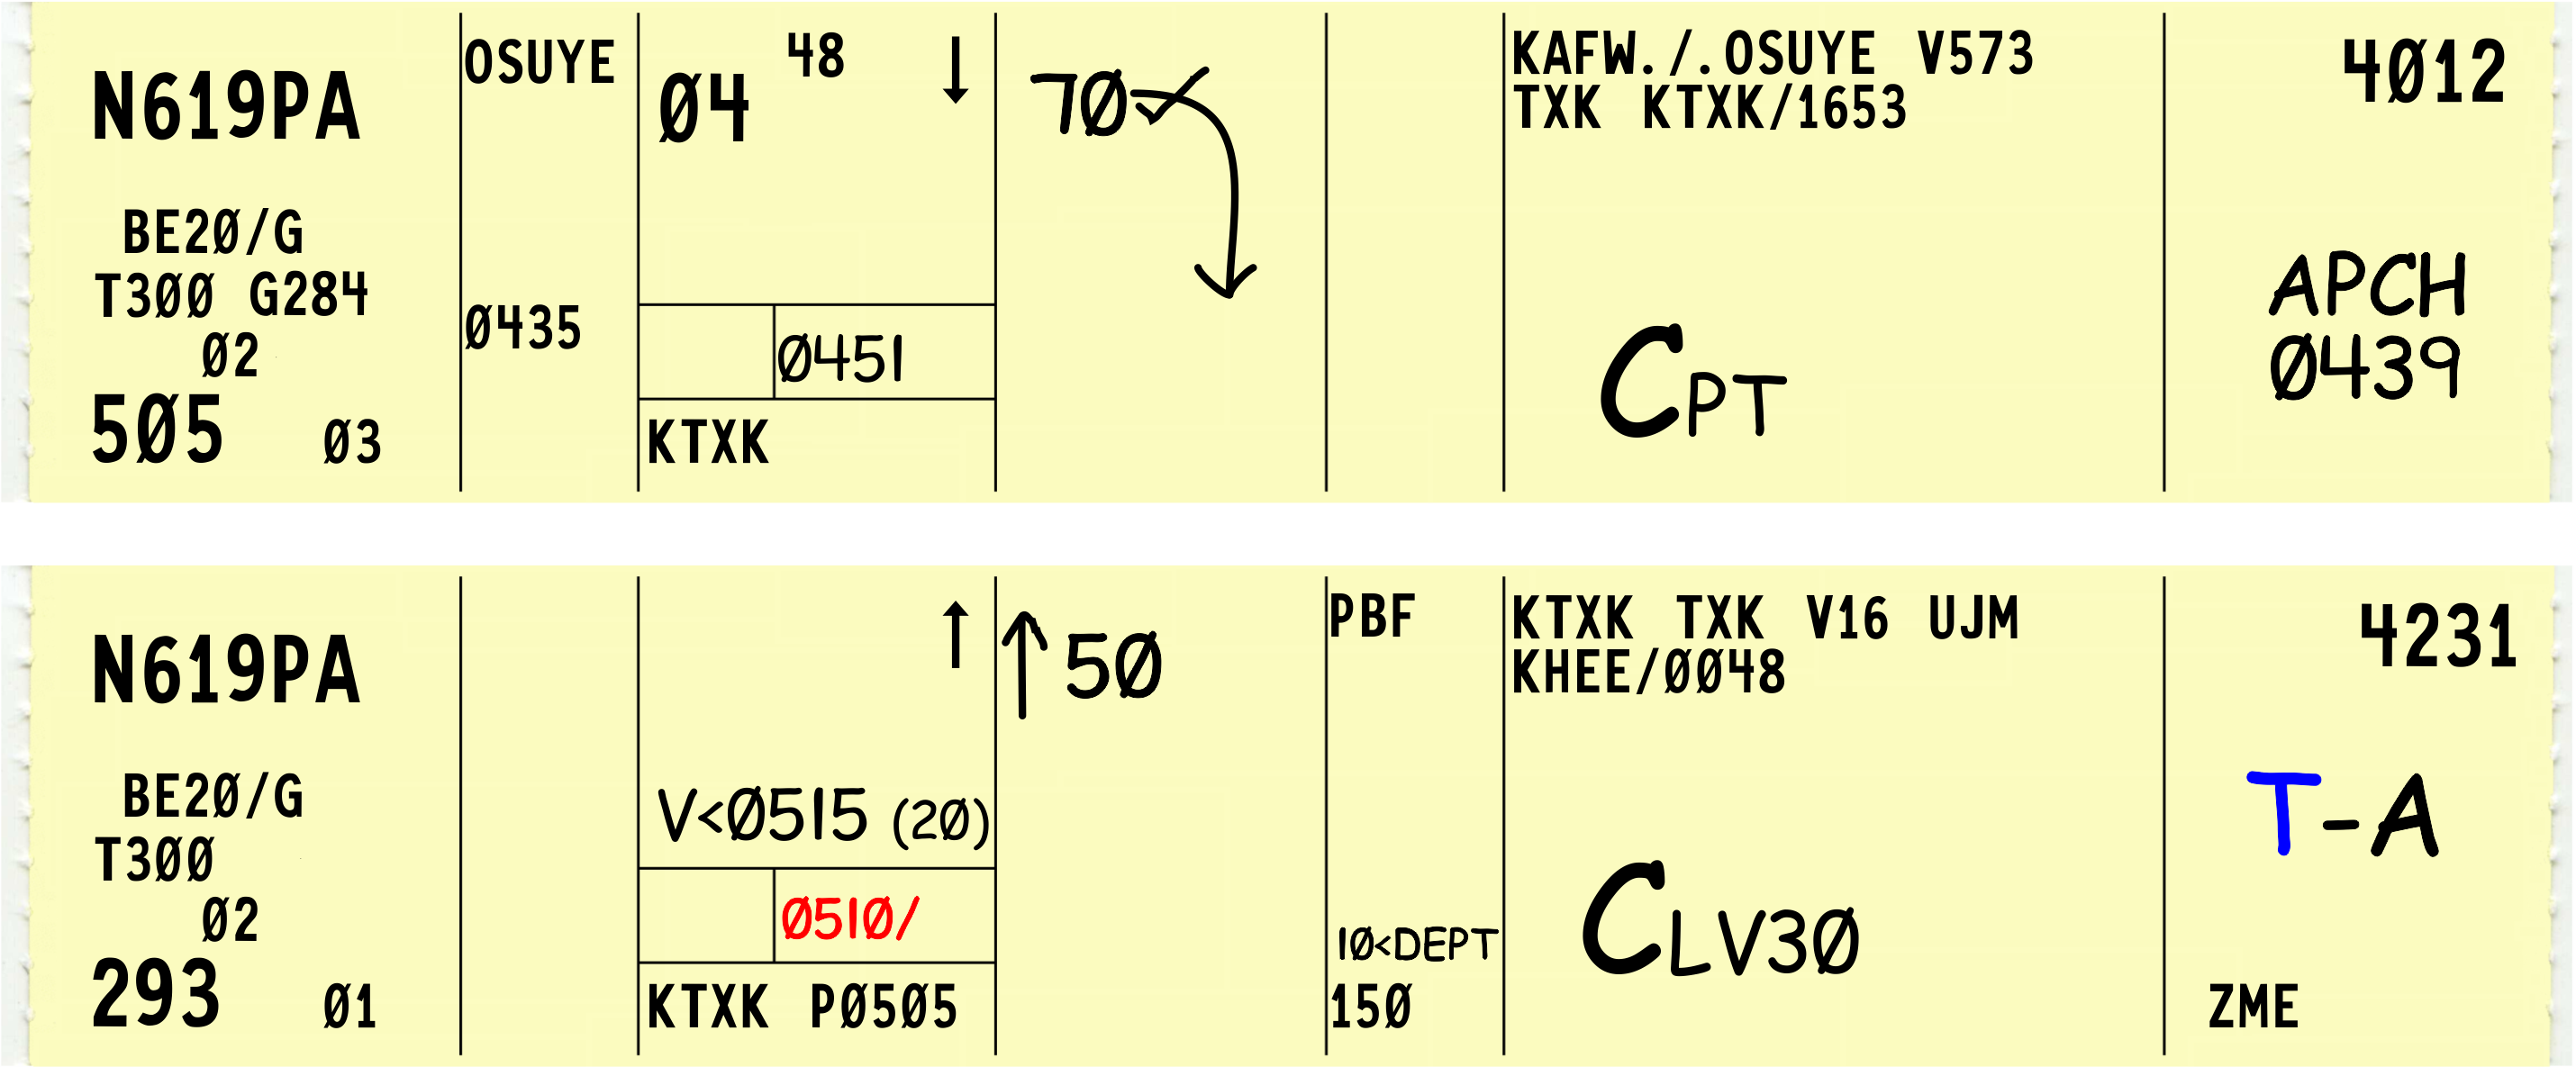 N619PA
BE2Ø/G
T3ØØ G284
Ø2
5Ø5 Ø3
OSUYE
Ø435
Ø4 48 ↓
Ø451
KTXK
7Ø
KAFW./.OSUYE V573
TXK KTXK/1653
CPT
4Ø12
APCH
Ø439
N619PA
BE2Ø/G
T3ØØ
Ø2
293 Ø1
↑
V<Ø515 (2Ø)
Ø51Ø/
KTXK PØ5Ø5
↑5Ø
PBF
1Ø<DEPT
15Ø
KTXK TXK V16 UJM
KHEE/ØØ48
CLV3Ø
4231
T-A
ZME